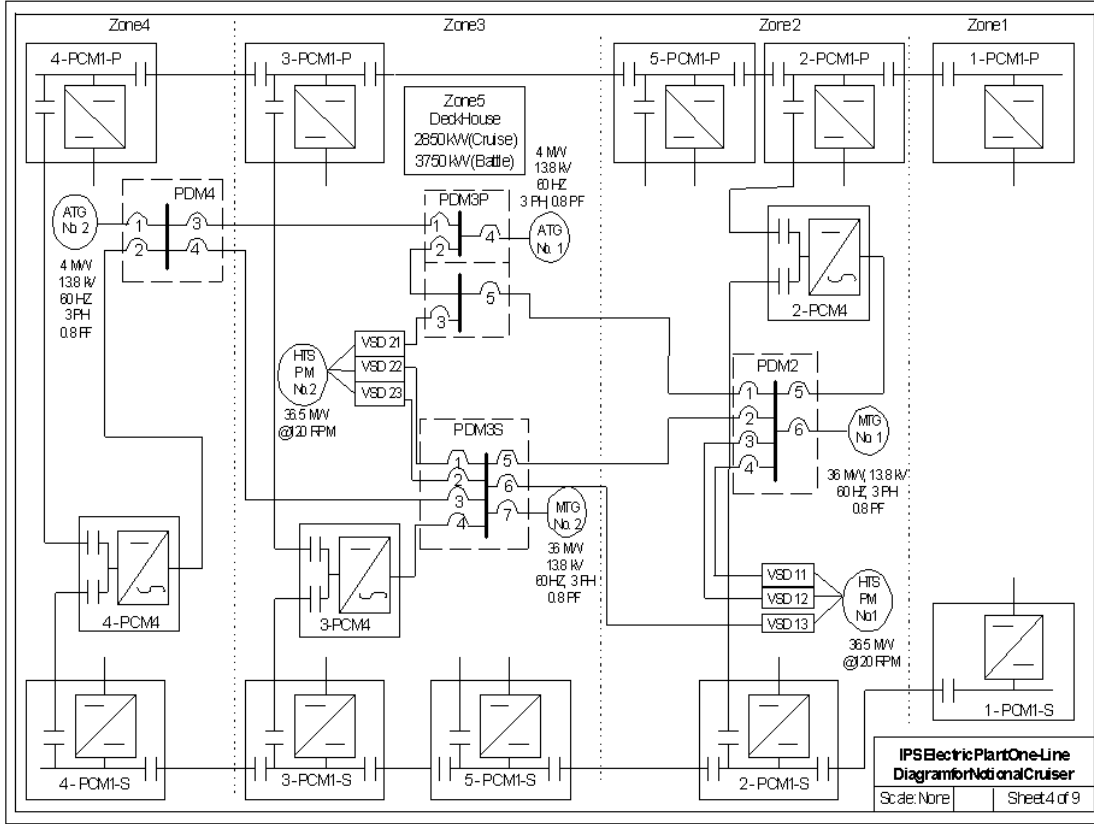 Zone4
Zone3
Zone2
Zone1
4-PCM1-P
3-PCM1-P
5-PCM1-P
2-PCM1-P
1-PCM1-P
Zone5
DeckHouse
2850kW(Cruise)
3750kW(Battle)
4 MW
13.8 kV
60 HZ
3 PH, 0.8 PF
PDM4
ATG
No. 2
1
2
3
4
4 MW
13.8 kV
60 HZ
3 PH
0.8 PF
PDM3P
1
2
4
3
5
ATG
No. 1
2-PCM4
HTS
PM
No.2
VSD 21
VSD 22
VSD 23
36.5 MW
@120 RPM
PDM2
1
2
3
4
5
6
MTG
No. 1
36 MW, 13.8 kV
60 HZ, 3 PH
0.8 PF
PDM3S
1
2
3
4
5
6
7
MTG
No. 2
36 MW
13.8 kV
60 HZ, 3 PH
0.8 PF
4-PCM4
3-PCM4
VSD 11
VSD 12
VSD 13
HTS
PM
No1
36.5 MW
@120 RPM
4-PCM1-S
3-PCM1-S
5-PCM1-S
2-PCM1-S
1-PCM1-S
IPS Electric Plant One-Line
Diagram for Notional Cruiser
Scale: None
Sheet 4 of 9